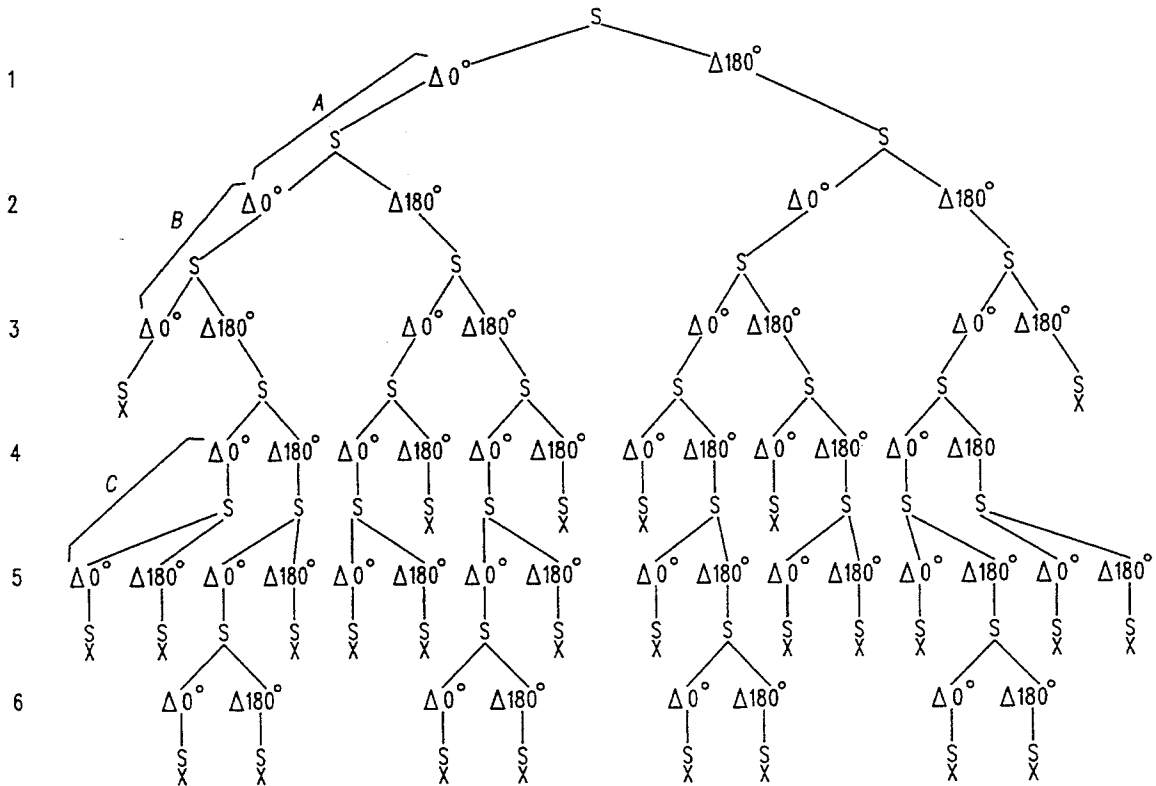 S
1 Δ0° Δ180°
A
S S
2 Δ0° Δ180° Δ0° Δ180°
B
S S S S
3 Δ0° Δ180° Δ0° Δ180° Δ0° Δ180° Δ0° Δ180°
S S S S S S S S
X X
4 Δ0° Δ180° Δ0° Δ180° Δ0° Δ180° Δ0° Δ180° Δ0° Δ180° Δ0° Δ180
C
S S S S S S S S S S S S
X X X X
5 Δ0° Δ180° Δ0° Δ180° Δ0° Δ180° Δ0° Δ180° Δ0° Δ180° Δ0° Δ180° Δ0° Δ180° Δ0° Δ180°
S S S S S S S S S S S S S S S S
X X X X X X X X X X X X
6 Δ0° Δ180° Δ0° Δ180° Δ0° Δ180° Δ0° Δ180°
S S S S S S S S
X X X X X X X X